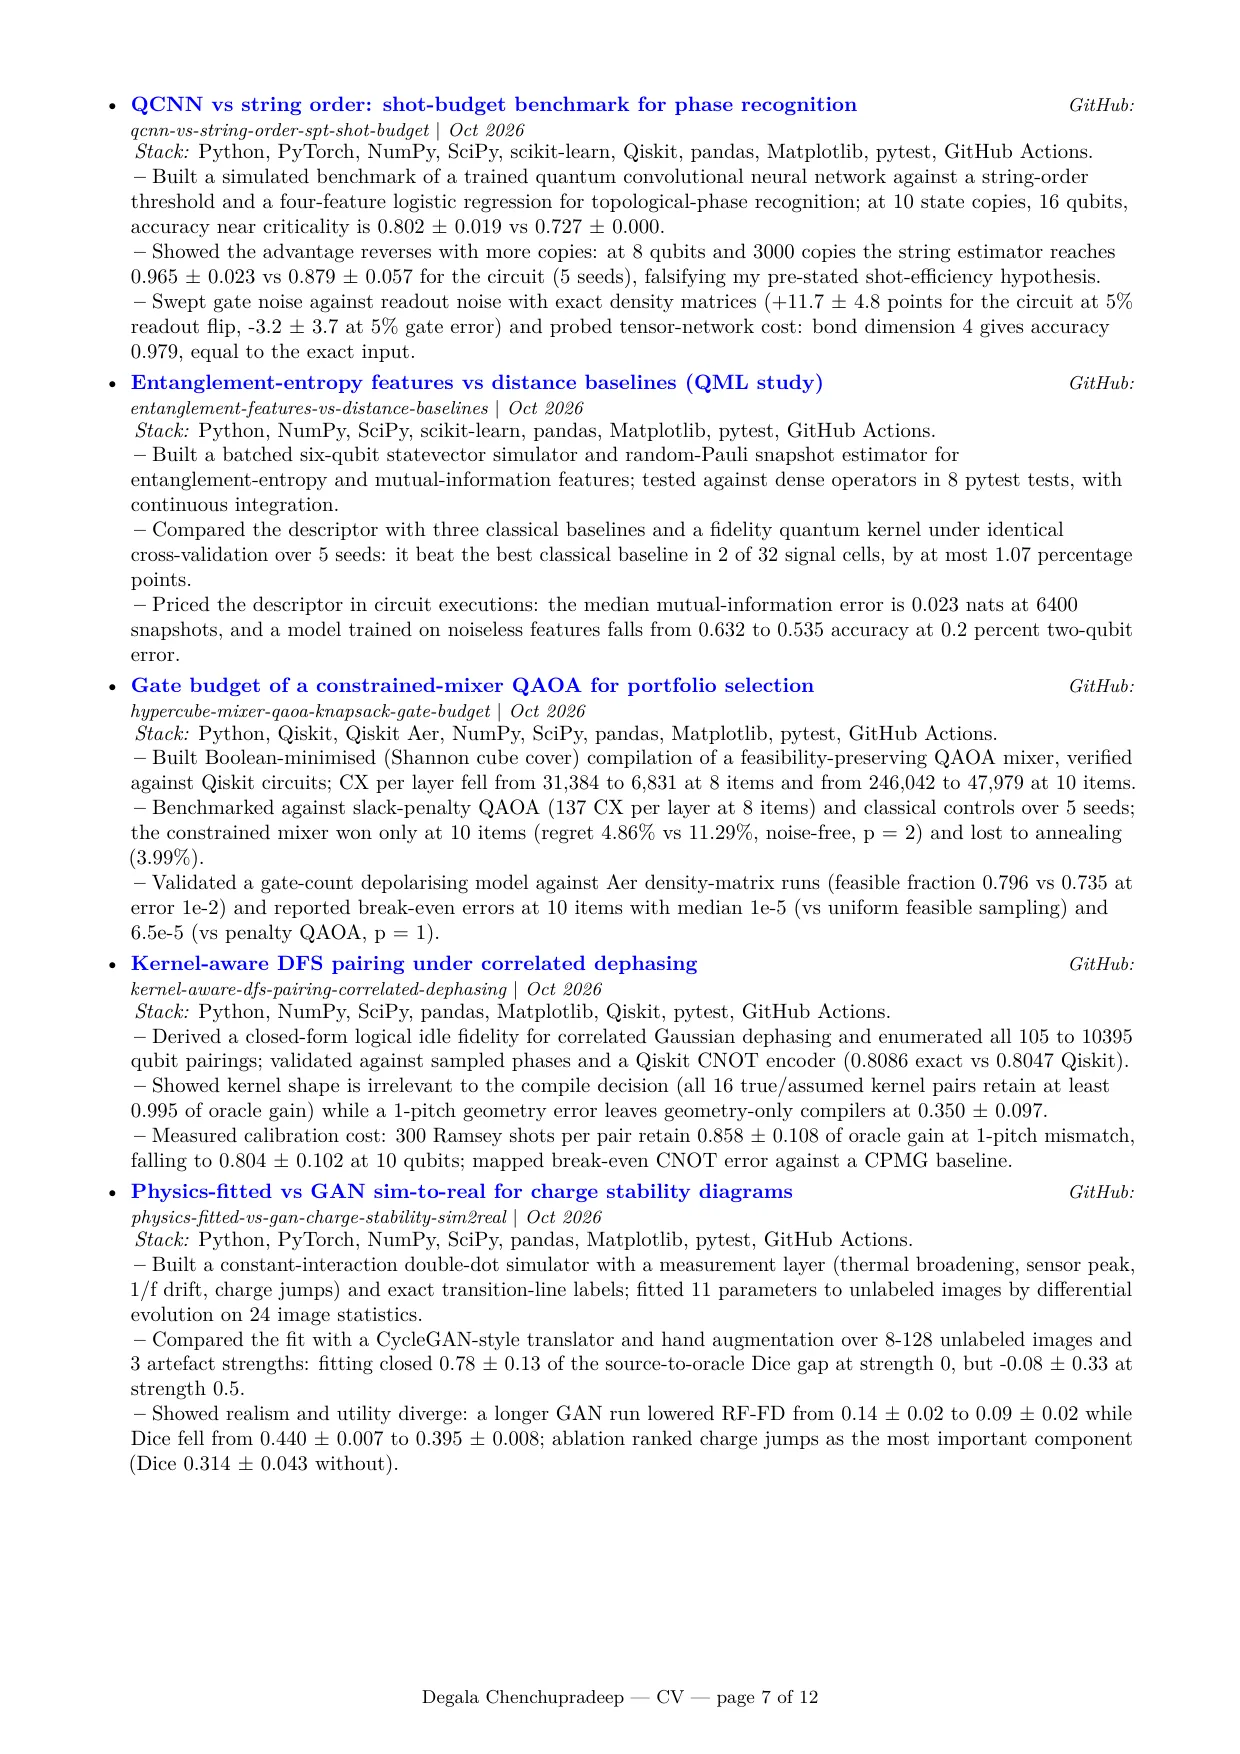 • QCNN vs string order: shot-budget benchmark for phase recognition GitHub:
qcnn-vs-string-order-spt-shot-budget | Oct 2026
Stack: Python, PyTorch, NumPy, SciPy, scikit-learn, Qiskit, pandas, Matplotlib, pytest, GitHub Actions.
– Built a simulated benchmark of a trained quantum convolutional neural network against a string-order
threshold and a four-feature logistic regression for topological-phase recognition; at 10 state copies, 16 qubits,
accuracy near criticality is 0.802 ± 0.019 vs 0.727 ± 0.000.
– Showed the advantage reverses with more copies: at 8 qubits and 3000 copies the string estimator reaches
0.965 ± 0.023 vs 0.879 ± 0.057 for the circuit (5 seeds), falsifying my pre-stated shot-efficiency hypothesis.
– Swept gate noise against readout noise with exact density matrices (+11.7 ± 4.8 points for the circuit at 5%
readout flip, -3.2 ± 3.7 at 5% gate error) and probed tensor-network cost: bond dimension 4 gives accuracy
0.979, equal to the exact input.
• Entanglement-entropy features vs distance baselines (QML study) GitHub:
entanglement-features-vs-distance-baselines | Oct 2026
Stack: Python, NumPy, SciPy, scikit-learn, pandas, Matplotlib, pytest, GitHub Actions.
– Built a batched six-qubit statevector simulator and random-Pauli snapshot estimator for
entanglement-entropy and mutual-information features; tested against dense operators in 8 pytest tests, with
continuous integration.
– Compared the descriptor with three classical baselines and a fidelity quantum kernel under identical
cross-validation over 5 seeds: it beat the best classical baseline in 2 of 32 signal cells, by at most 1.07 percentage
points.
– Priced the descriptor in circuit executions: the median mutual-information error is 0.023 nats at 6400
snapshots, and a model trained on noiseless features falls from 0.632 to 0.535 accuracy at 0.2 percent two-qubit
error.
• Gate budget of a constrained-mixer QAOA for portfolio selection GitHub:
hypercube-mixer-qaoa-knapsack-gate-budget | Oct 2026
Stack: Python, Qiskit, Qiskit Aer, NumPy, SciPy, pandas, Matplotlib, pytest, GitHub Actions.
– Built Boolean-minimised (Shannon cube cover) compilation of a feasibility-preserving QAOA mixer, verified
against Qiskit circuits; CX per layer fell from 31,384 to 6,831 at 8 items and from 246,042 to 47,979 at 10 items.
– Benchmarked against slack-penalty QAOA (137 CX per layer at 8 items) and classical controls over 5 seeds;
the constrained mixer won only at 10 items (regret 4.86% vs 11.29%, noise-free, p = 2) and lost to annealing
(3.99%).
– Validated a gate-count depolarising model against Aer density-matrix runs (feasible fraction 0.796 vs 0.735 at
error 1e-2) and reported break-even errors at 10 items with median 1e-5 (vs uniform feasible sampling) and
6.5e-5 (vs penalty QAOA, p = 1).
• Kernel-aware DFS pairing under correlated dephasing GitHub:
kernel-aware-dfs-pairing-correlated-dephasing | Oct 2026
Stack: Python, NumPy, SciPy, pandas, Matplotlib, Qiskit, pytest, GitHub Actions.
– Derived a closed-form logical idle fidelity for correlated Gaussian dephasing and enumerated all 105 to 10395
qubit pairings; validated against sampled phases and a Qiskit CNOT encoder (0.8086 exact vs 0.8047 Qiskit).
– Showed kernel shape is irrelevant to the compile decision (all 16 true/assumed kernel pairs retain at least
0.995 of oracle gain) while a 1-pitch geometry error leaves geometry-only compilers at 0.350 ± 0.097.
– Measured calibration cost: 300 Ramsey shots per pair retain 0.858 ± 0.108 of oracle gain at 1-pitch mismatch,
falling to 0.804 ± 0.102 at 10 qubits; mapped break-even CNOT error against a CPMG baseline.
• Physics-fitted vs GAN sim-to-real for charge stability diagrams GitHub:
physics-fitted-vs-gan-charge-stability-sim2real | Oct 2026
Stack: Python, PyTorch, NumPy, SciPy, pandas, Matplotlib, pytest, GitHub Actions.
– Built a constant-interaction double-dot simulator with a measurement layer (thermal broadening, sensor peak,
1/f drift, charge jumps) and exact transition-line labels; fitted 11 parameters to unlabeled images by differential
evolution on 24 image statistics.
– Compared the fit with a CycleGAN-style translator and hand augmentation over 8-128 unlabeled images and
3 artefact strengths: fitting closed 0.78 ± 0.13 of the source-to-oracle Dice gap at strength 0, but -0.08 ± 0.33 at
strength 0.5.
– Showed realism and utility diverge: a longer GAN run lowered RF-FD from 0.14 ± 0.02 to 0.09 ± 0.02 while
Dice fell from 0.440 ± 0.007 to 0.395 ± 0.008; ablation ranked charge jumps as the most important component
(Dice 0.314 ± 0.043 without).
Degala Chenchupradeep — CV — page 7 of 12